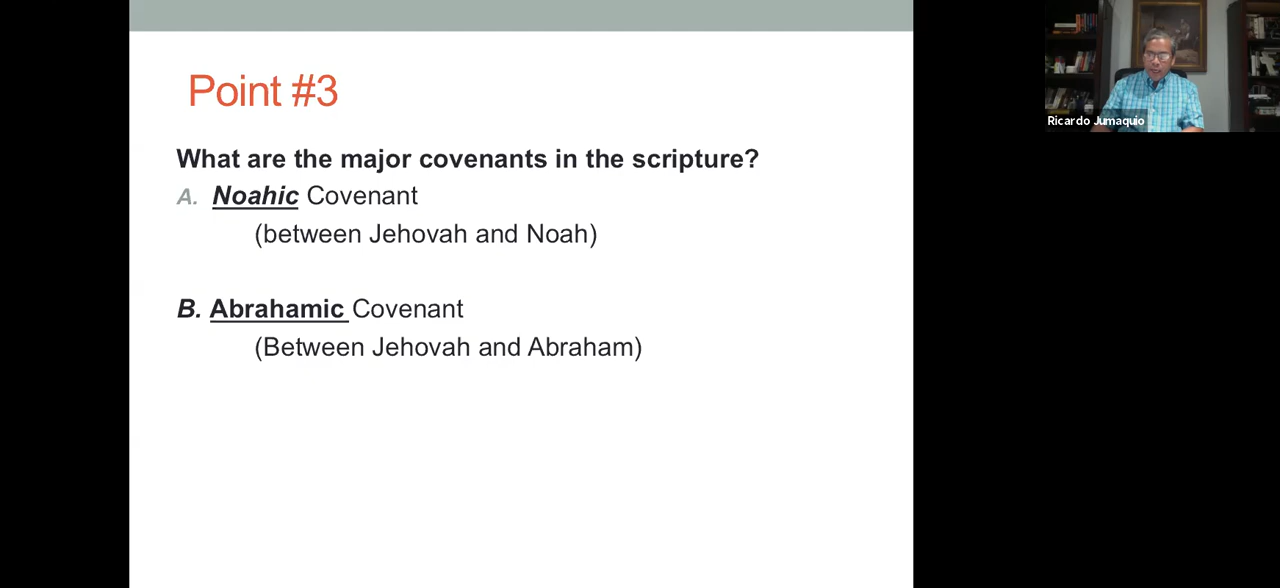 Point #3
What are the major covenants in the scripture?
A. Noahic Covenant
(between Jehovah and Noah)
B. Abrahamic Covenant
(Between Jehovah and Abraham)
Ricardo Jumaquio